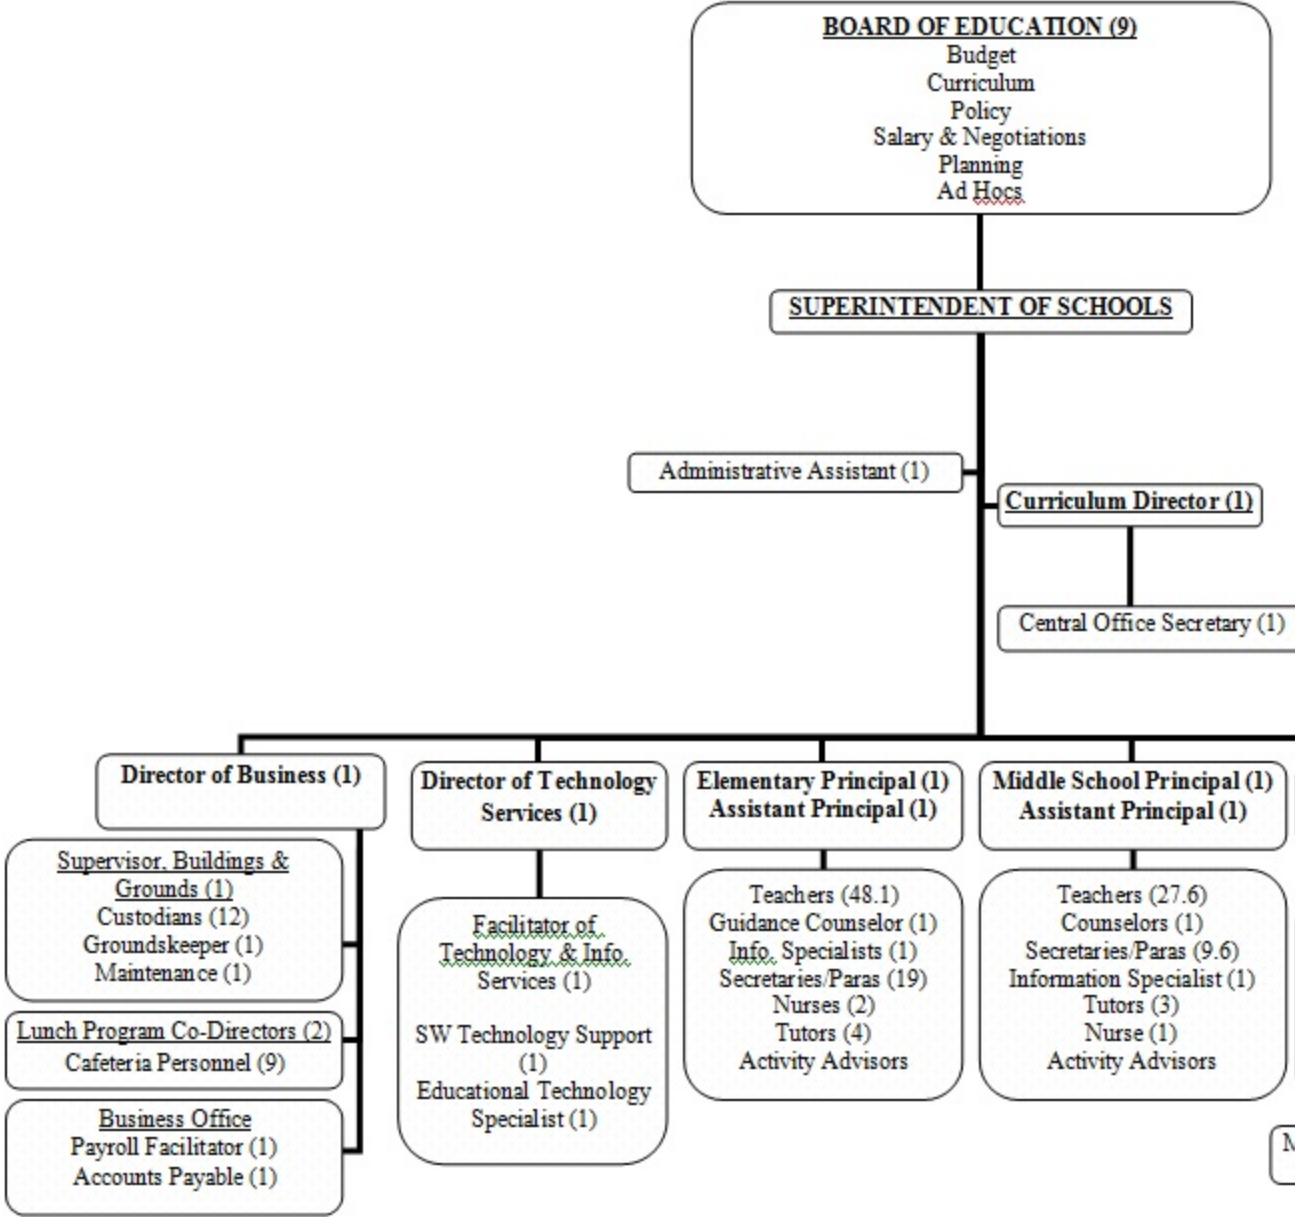 BOARD OF EDUCATION (9)
Budget
Curriculum
Policy
Salary & Negotiations
Planning
Ad Hocs
SUPERINTENDENT OF SCHOOLS
Administrative Assistant (1)
Curriculum Director (1)
Central Office Secretary (1)
Director of Business (1)
Supervisor, Buildings &
Grounds (1)
Custodians (12)
Groundskeeper (1)
Maintenance (1)
Lunch Program Co-Directors (2)
Cafeteria Personnel (9)
Business Office
Payroll Facilitator (1)
Accounts Payable (1)
Director of Technology
Services (1)
Facilitator of
Technology & Info.
Services (1)
SW Technology Support
(1)
Educational Technology
Specialist (1)
Elementary Principal (1)
Assistant Principal (1)
Teachers (48.1)
Guidance Counselor (1)
Info. Specialists (1)
Secretaries/Paras (19)
Nurses (2)
Tutors (4)
Activity Advisors
Middle School Principal (1)
Assistant Principal (1)
Teachers (27.6)
Counselors (1)
Secretaries/Paras (9.6)
Information Specialist (1)
Tutors (3)
Nurse (1)
Activity Advisors